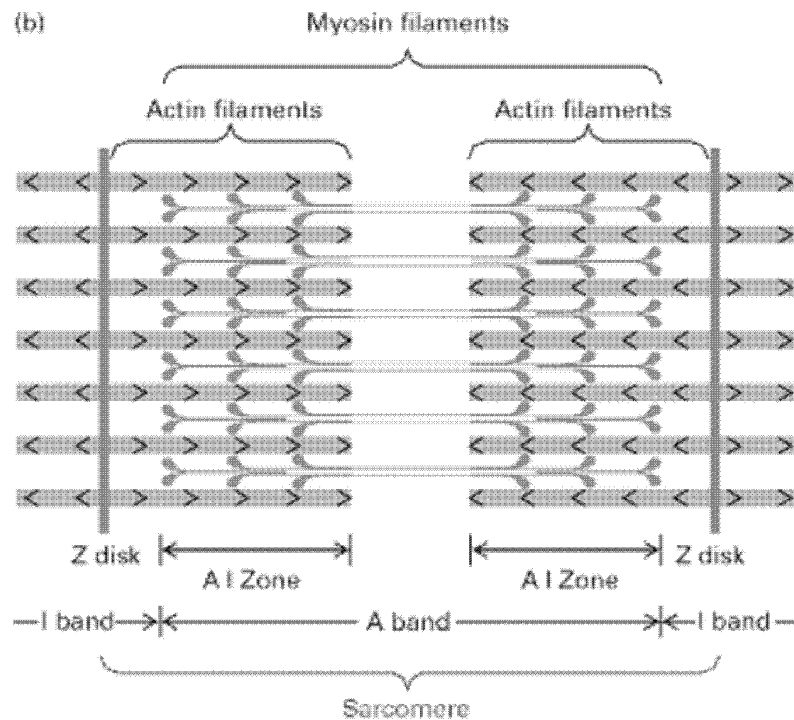 (b)
Myosin filaments
Actin filaments Actin filaments
Z disk A I Zone A I Zone Z disk
I band A band I band
Sarcomere